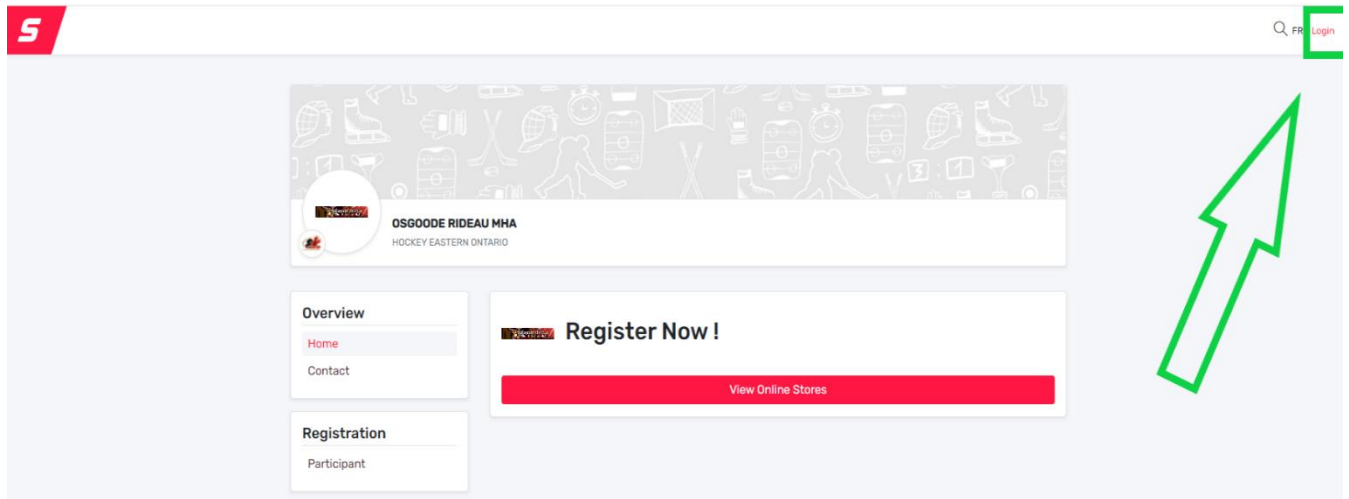 S
FR
Login
OSGOODE RIDEAU MHA
HOCKEY EASTERN ONTARIO
Overview
Home
Contact
Register Now !
View Online Stores
Registration
Participant